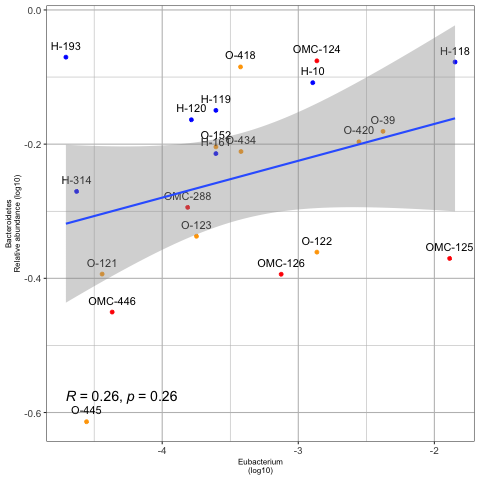 0.0
H-193
O-418
OMC-124
H-118
H-10
H-119
H-120
O-39
O-152
O-420
H-161
O-434
-0.2
H-314
OMC-288
O-123
O-122
OMC-125
O-121
OMC-126
-0.4
OMC-446
R = 0.26, p = 0.26
O-445
-0.6
-4
-3
-2
Eubacterium
(log10)
Bacteroidetes
Relative abundante (log10)